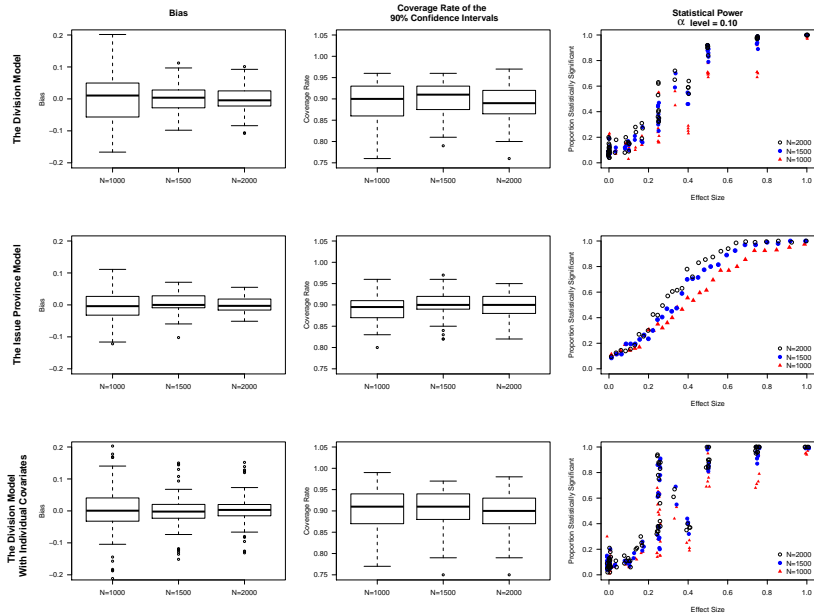 Bias
Coverage Rate of the
90% Confidence Intervals
Statistical Power
α level = 0.10
The Division Model
Bias
0.2
0.1
0.0
−0.1
−0.2
N=1000
N=1500
N=2000
Coverage Rate
1.05
1.00
0.95
0.90
0.85
0.80
0.75
N=1000
N=1500
N=2000
Proportion Statistically Significant
1.0
0.8
0.6
0.4
0.2
0.0
N=2000
N=1500
N=1000
0.0 0.2 0.4 0.6 0.8 1.0
Effect Size
The Issue Province Model
Bias
0.2
0.1
0.0
−0.1
−0.2
N=1000
N=1500
N=2000
Coverage Rate
1.05
1.00
0.95
0.90
0.85
0.80
0.75
N=1000
N=1500
N=2000
Proportion Statistically Significant
1.0
0.8
0.6
0.4
0.2
0.0
N=2000
N=1500
N=1000
0.0 0.2 0.4 0.6 0.8 1.0
Effect Size
The Division Model
With Individual Covariates
Bias
0.2
0.1
0.0
−0.1
−0.2
N=1000
N=1500
N=2000
Coverage Rate
1.05
1.00
0.95
0.90
0.85
0.80
0.75
N=1000
N=1500
N=2000
Proportion Statistically Significant
1.0
0.8
0.6
0.4
0.2
0.0
N=2000
N=1500
N=1000
0.0 0.2 0.4 0.6 0.8 1.0
Effect Size